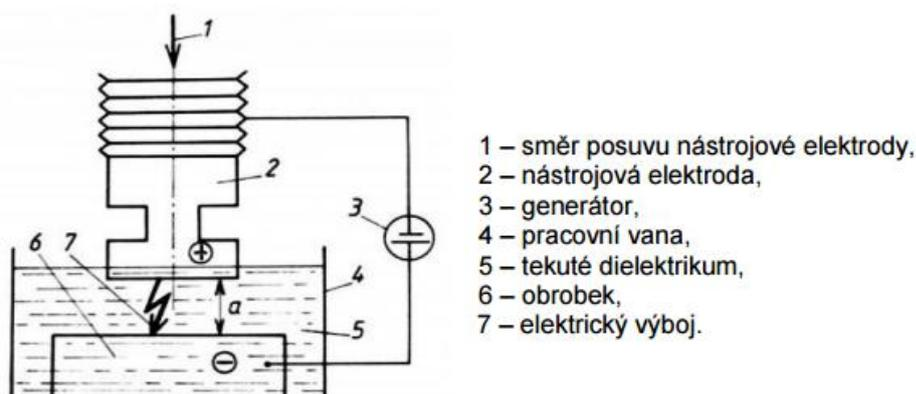 1
2
3
6
7
4
a
5
+
−
1 – směr posuvu nástrojové elektrody,
2 – nástrojová elektroda,
3 – generátor,
4 – pracovní vana,
5 – tekuté dielektrikum,
6 – obrobek,
7 – elektrický výboj.